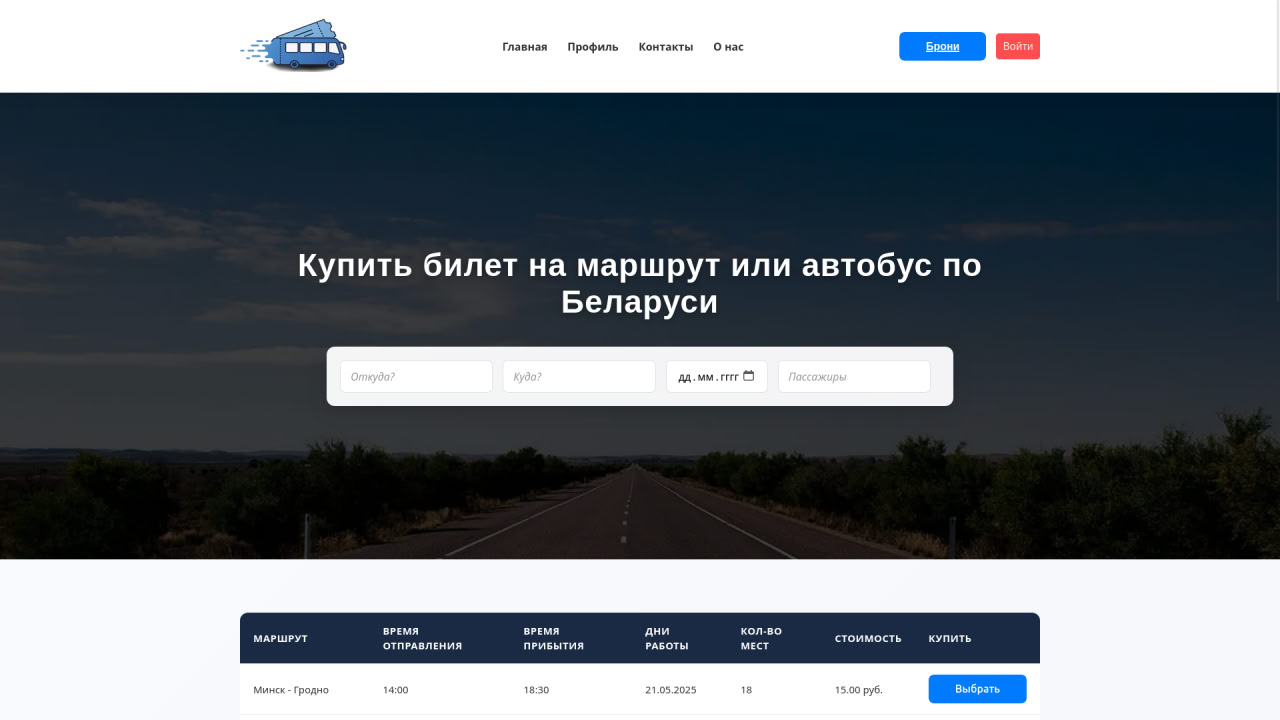 Главная Профиль Контакты О нас Брони Войти
Купить билет на маршрут или автобус по
Беларуси
Откуда? Куда? дд.мм.гггг Пассажиры
МАРШРУТ ВРЕМЯ ОТПРАВЛЕНИЯ ВРЕМЯ ПРИБЫТИЯ ДНИ РАБОТЫ КОЛ-ВО МЕСТ СТОИМОСТЬ КУПИТЬ
Минск - Гродно 14:00 18:30 21.05.2025 18 15.00 руб. Выбрать